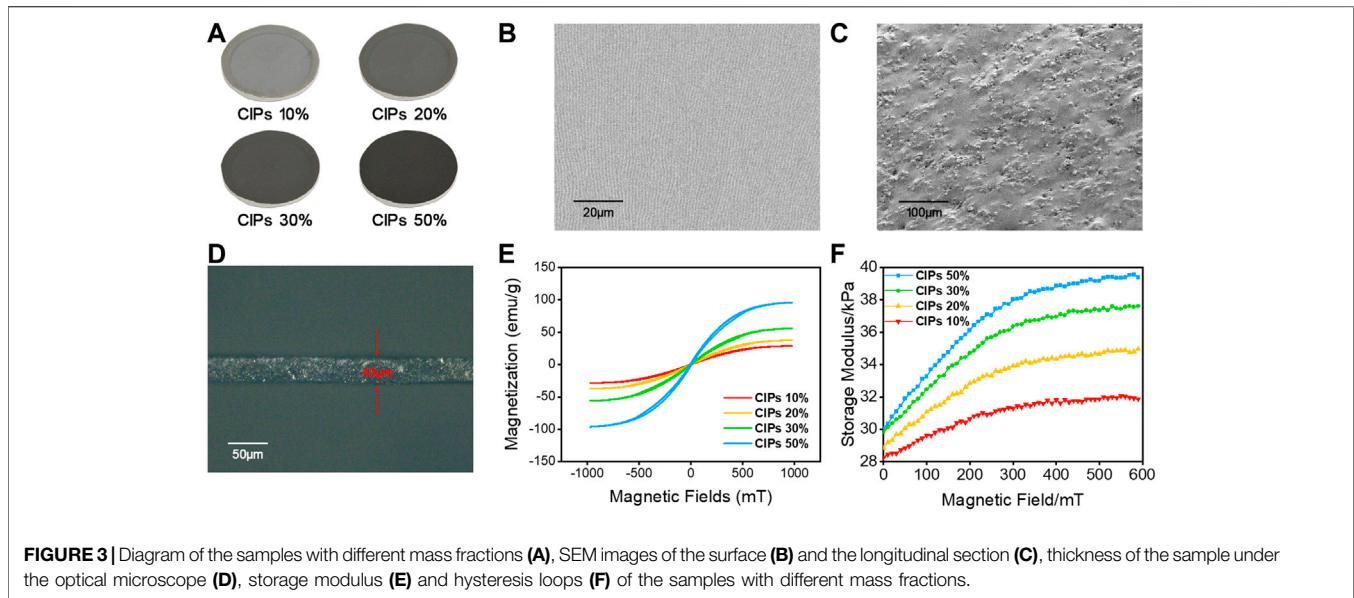 A
CIPs 10%
CIPs 20%
CIPs 30%
CIPs 50%
B
20μm
C
100μm
D
40μm
50μm
E
Magnetization (emu/g)
150
100
50
0
-50
-100
-150
-1000
-500
0
500
1000
Magnetic Fields (mT)
CIPs 10%
CIPs 20%
CIPs 30%
CIPs 50%
F
Storage Modulus/kPa
40
38
36
34
32
30
28
0
100
200
300
400
500
600
Magnetic Field/mT
CIPs 50%
CIPs 30%
CIPs 20%
CIPs 10%
FIGURE 3 | Diagram of the samples with different mass fractions (A), SEM images of the surface (B) and the longitudinal section (C), thickness of the sample under
the optical microscope (D), storage modulus (E) and hysteresis loops (F) of the samples with different mass fractions.